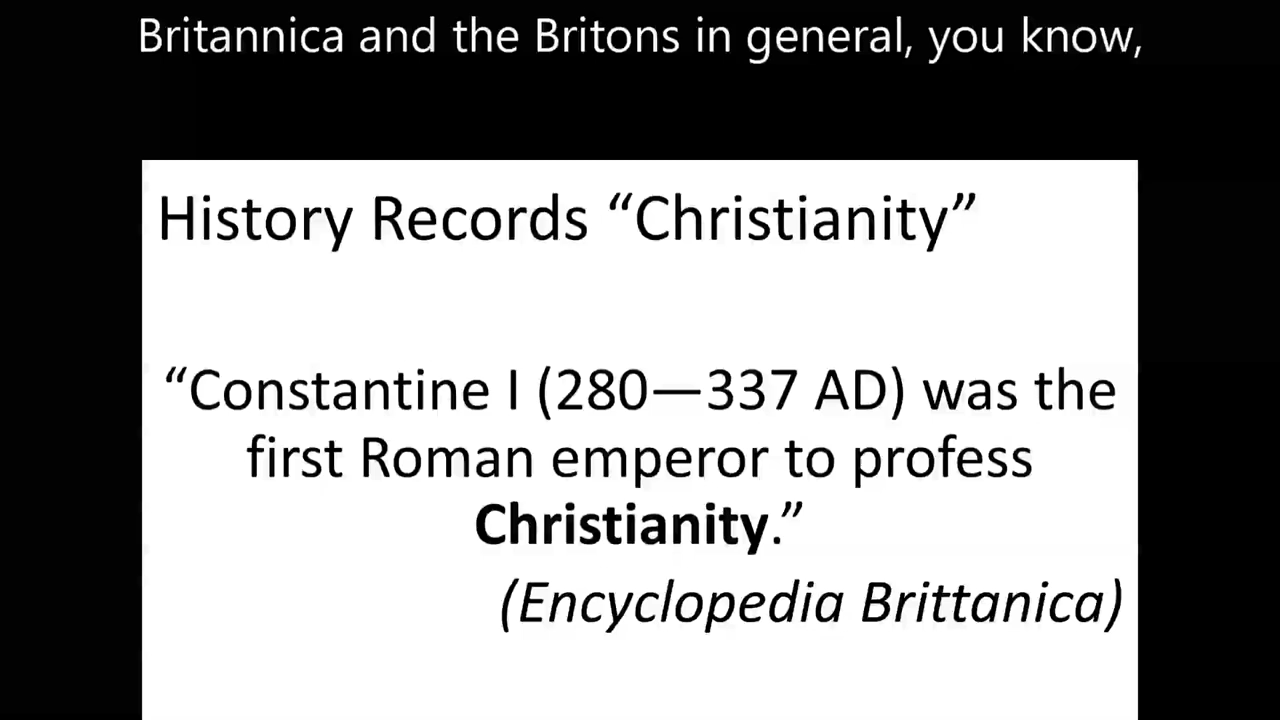 Britannica and the Britons in general, you know,
History Records “Christianity”
“Constantine I (280—337 AD) was the
first Roman emperor to profess
Christianity.”
(Encyclopedia Brittanica)